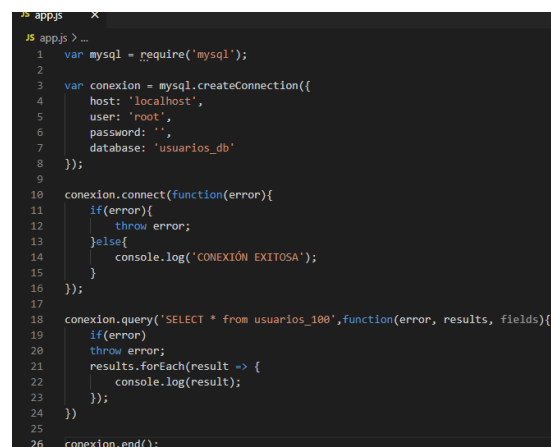 JS app.js X
JS app.js > ...
1 var mysql = require('mysql');
2
3 var conexion = mysql.createConnection({
4 host: 'localhost',
5 user: 'root',
6 password: '',
7 database: 'usuarios_db'
8 });
9
10 conexion.connect(function(error){
11 if(error){
12 throw error;
13 }else{
14 console.log('CONEXIÓN EXITOSA');
15 }
16 });
17
18 conexion.query('SELECT * from usuarios_100',function(error, results, fields){
19 if(error)
20 throw error;
21 results.forEach(result => {
22 console.log(result);
23 });
24 })
25
26 conexion.end();